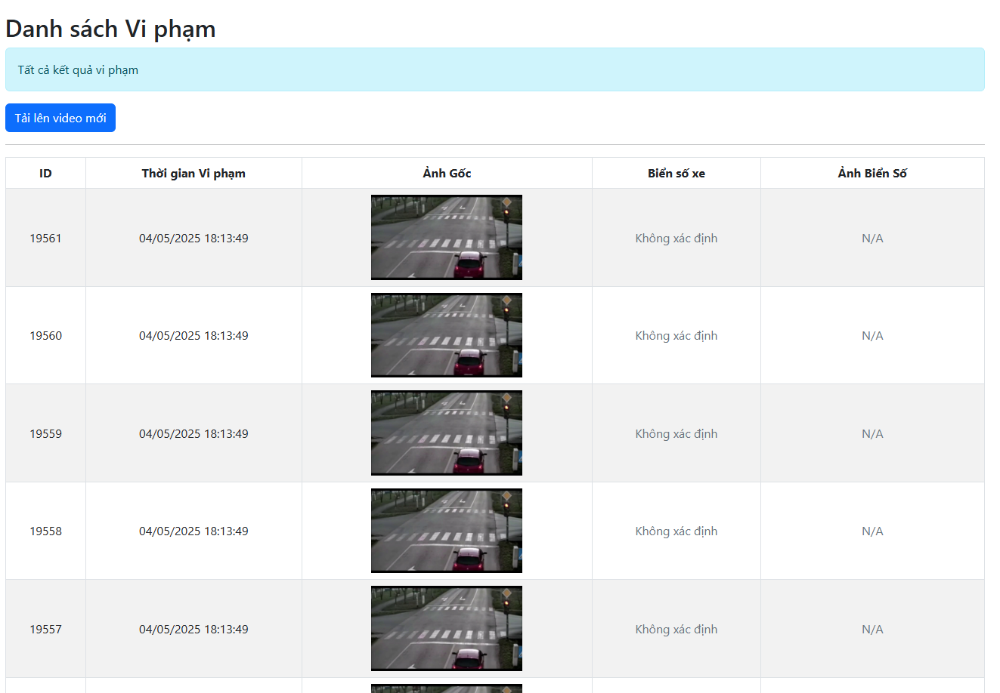 Danh sách Vi phạm
Tất cả kết quả vi phạm
Tải lên video mới
ID Thời gian Vi phạm Ảnh Gốc Biển số xe Ảnh Biển Số
19561 04/05/2025 18:13:49 Không xác định N/A
19560 04/05/2025 18:13:49 Không xác định N/A
19559 04/05/2025 18:13:49 Không xác định N/A
19558 04/05/2025 18:13:49 Không xác định N/A
19557 04/05/2025 18:13:49 Không xác định N/A